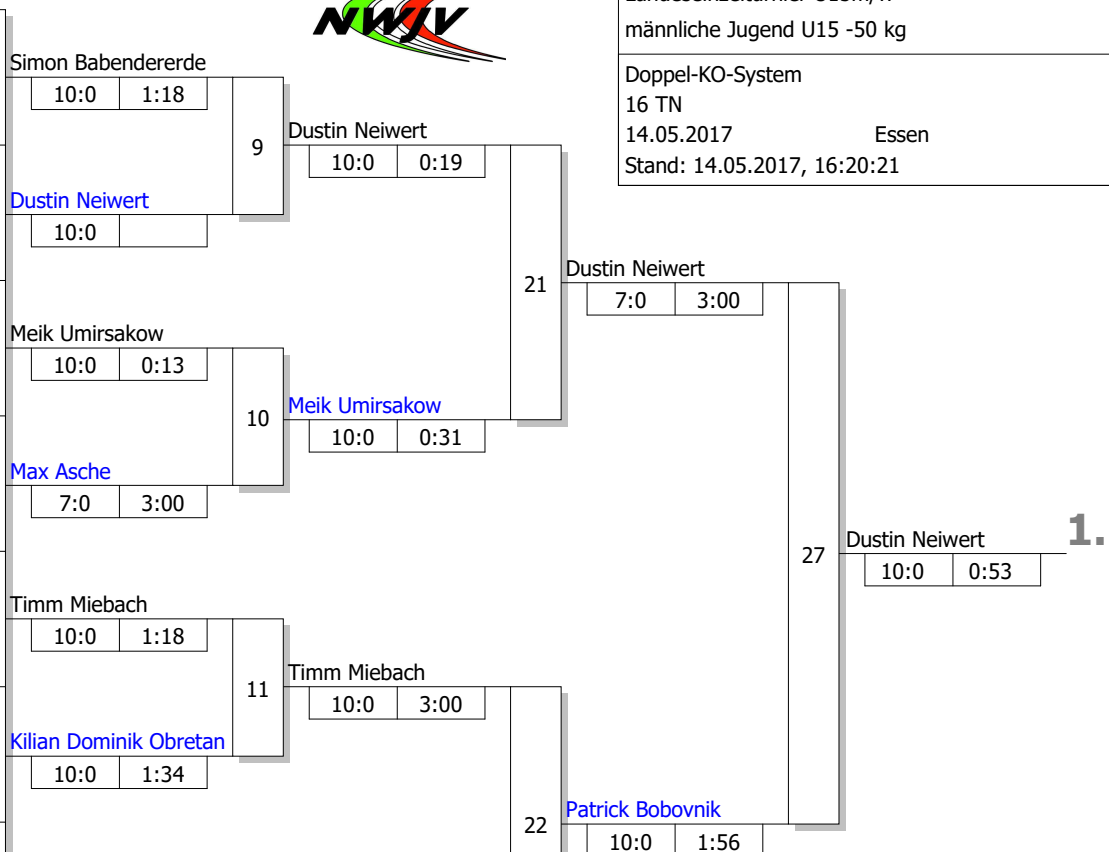 NWJV
männliche Jugend U15 -50 kg
Doppel-KO-System
16 TN
14.05.2017 Essen
Stand: 14.05.2017, 16:20:21
Simon Babendererde
10:0 1:18
9
Dustin Neiwert
10:0 0:19
Dustin Neiwert
10:0
21
Dustin Neiwert
7:0 3:00
Meik Umirsakow
10:0 0:13
10
Meik Umirsakow
10:0 0:31
Max Asche
7:0 3:00
27
Dustin Neiwert
10:0 0:53
1.
Timm Miebach
10:0 1:18
11
Timm Miebach
10:0 3:00
Kilian Dominik Obretan
10:0 1:34
22
Patrick Bobovnik
10:0 1:56